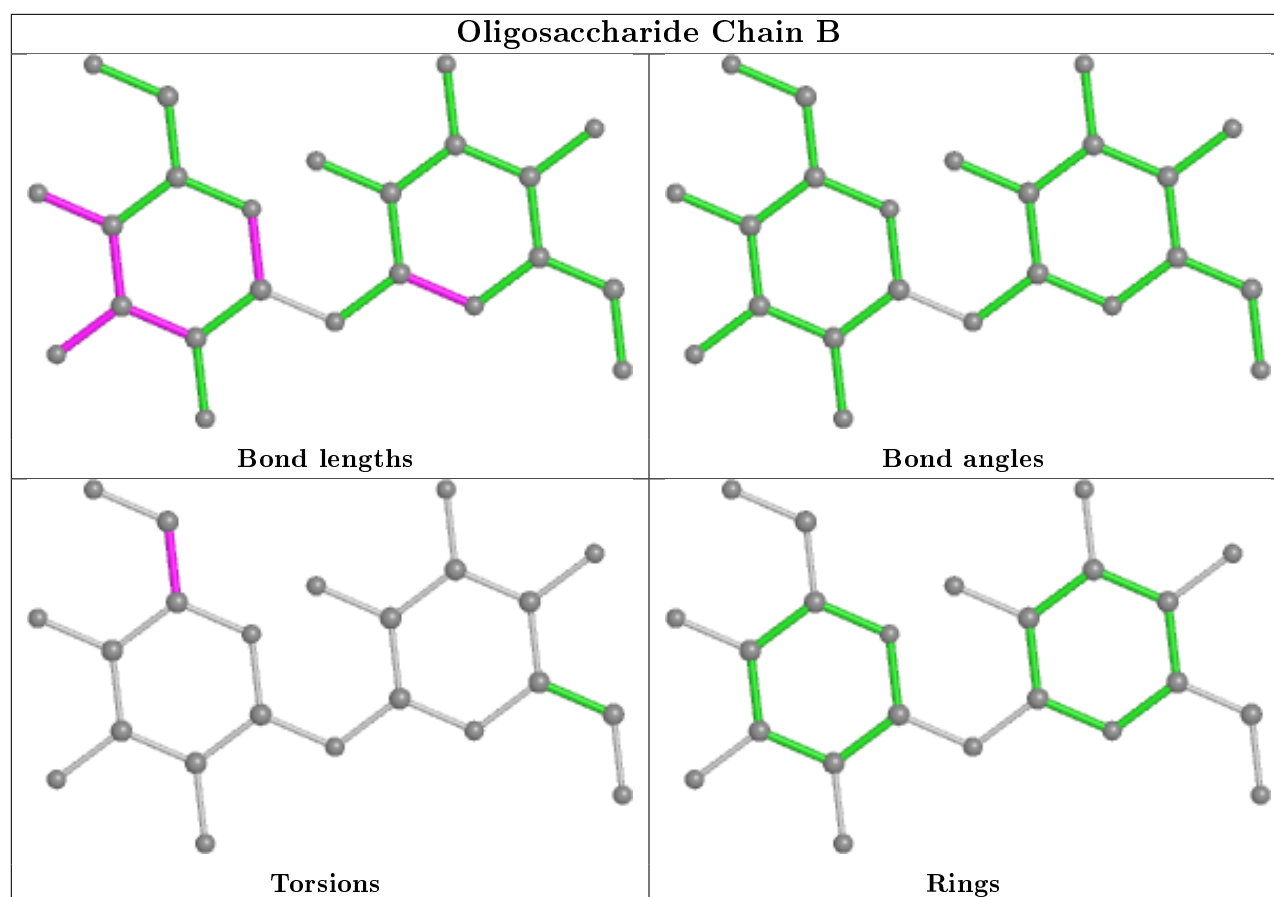 Oligosaccharide Chain B
Bond lengths
Bond angles
Torsions
Rings